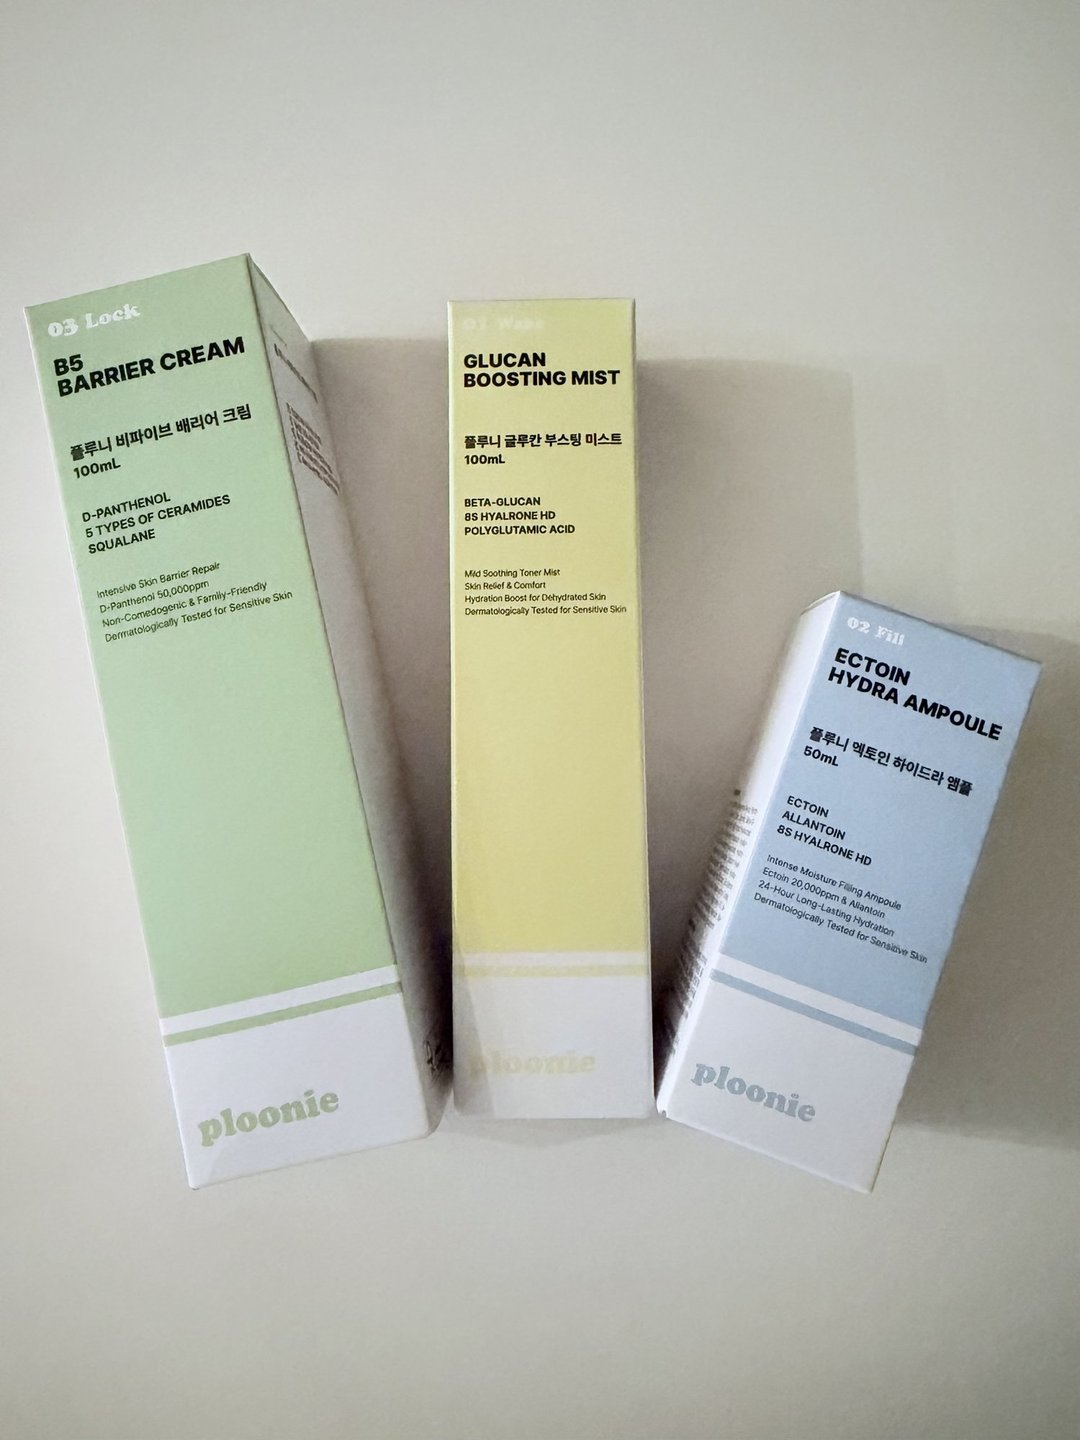 03 Lock
B5
BARRIER CREAM
플루니 비파이브 배리어 크림
100mL
D-PANTHENOL
5 TYPES OF CERAMIDES
SQUALANE
Intensive Skin Barrier Repair
D-Panthenol 50,000ppm
Non-Comedogenic & Family-Friendly
Dermatologically Tested for Sensitive Skin
ploonie
GLUCAN
BOOSTING MIST
플루니 글루칸 부스팅 미스트
100mL
BETA-GLUCAN
8S HYALRONE HD
POLYGLUTAMIC ACID
Mild Soothing Toner Mist
Skin Relief & Comfort
Hydration Boost for Dehydrated Skin
Dermatologically Tested for Sensitive Skin
ploonie
02 Fill
ECTOIN
HYDRA AMPOULE
플루니 엑토인 하이드라 앰플
50mL
ECTOIN
ALLANTOIN
8S HYALRONE HD
Intense Moisture Filling Ampoule
Ectoin 20,000ppm & Allantoin
24-Hour Long-Lasting Hydration
Dermatologically Tested for Sensitive Skin
ploonie